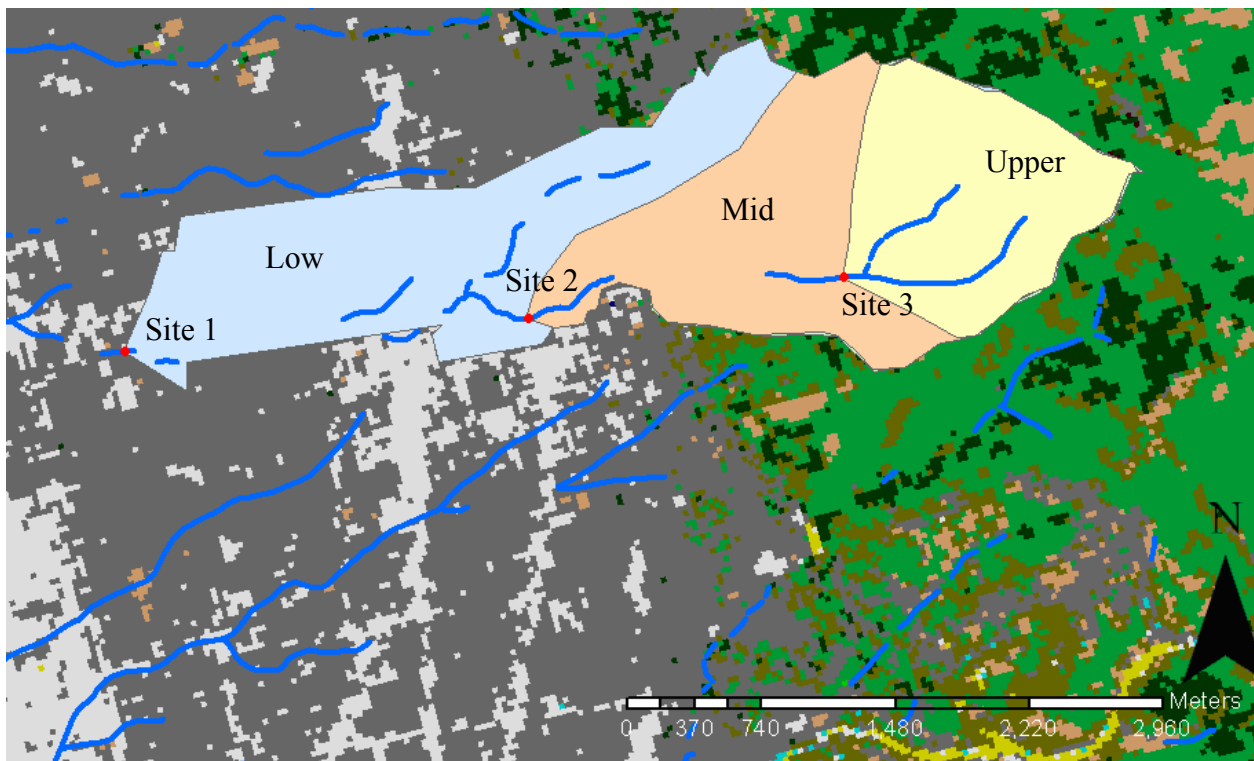 Upper
Mid
Low
Site 2
Site 3
Site 1
N
Meters
0 370 740 1,480 2,220 2,960